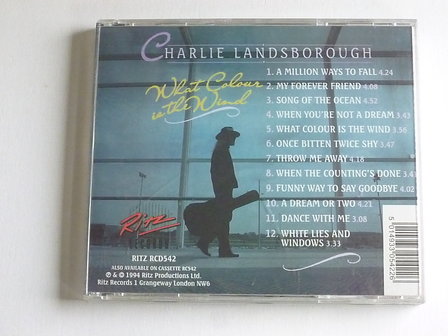 CHARLIE LANDSBOROUGH
What Colour
is the Wind
1. A MILLION WAYS TO FALL 4.24
2. MY FOREVER FRIEND 4.08
3. SONG OF THE OCEAN 4.52
4. WHEN YOU'RE NOT A DREAM 3.43
5. WHAT COLOUR IS THE WIND 3.56
6. ONCE BITTEN TWICE SHY 3.47
7. THROW ME AWAY 4.18
8. WHEN THE COUNTING'S DONE
9. FUNNY WAY TO SAY GOODBYE 4.02
10. A DREAM OR TWO 4.21
11. DANCE WITH ME 3.08
12. WHITE LIES AND
WINDOWS 3.33
Ritz
RITZ RCD542
ALSO AVAILABLE ON CASSETTE RC542
℗ & © 1994 Ritz Productions Ltd.
Ritz Records 1 Grangeway London NW6
5 014933 054226